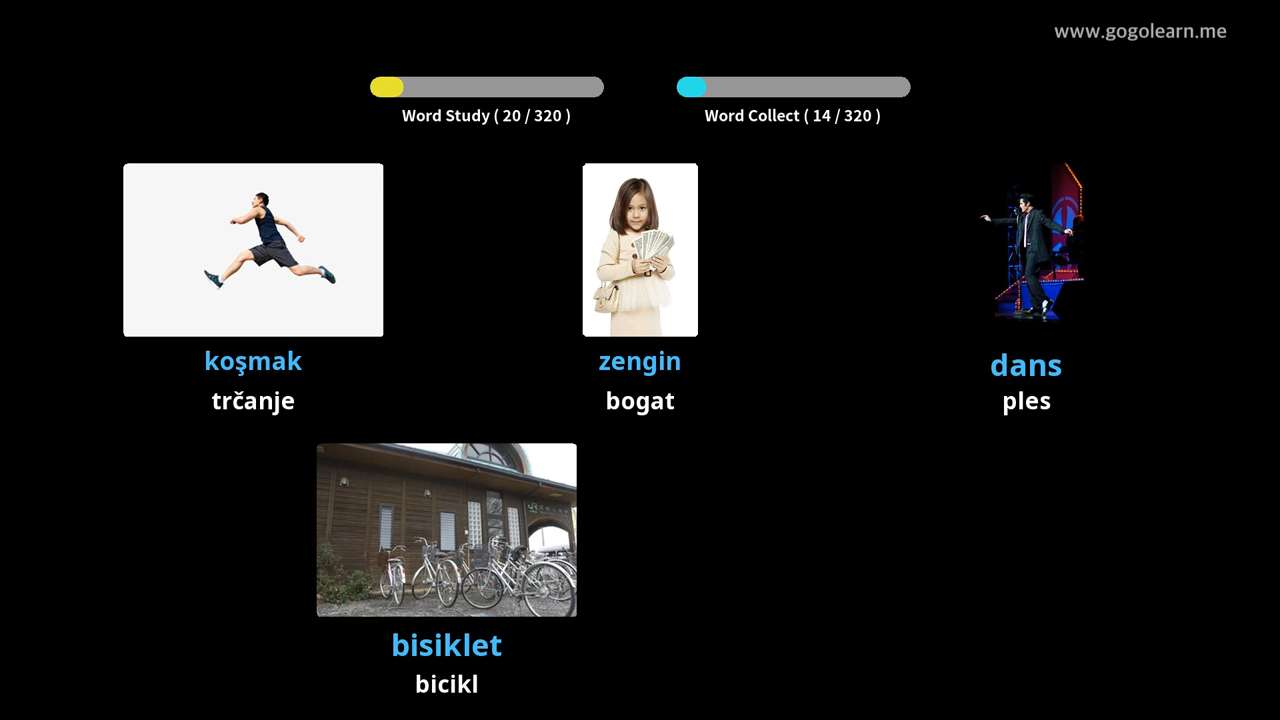 www.gogolearn.me
Word Study ( 20 / 320 )
Word Collect ( 14 / 320 )
koşmak
trčanje
zengin
bogat
dans
ples
JR
bisiklet
bicikl